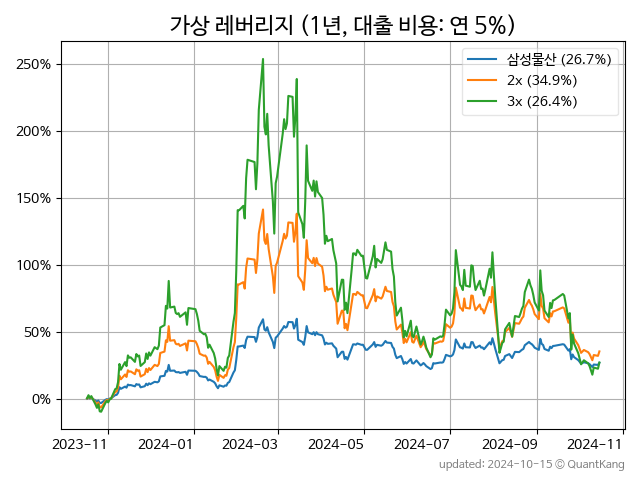 가상 레버리지 (1년, 대출 비용: 연 5%)
삼성물산 (26.7%)
2x (34.9%)
3x (26.4%)
250%
200%
150%
100%
50%
0%
2023-11 2024-01 2024-03 2024-05 2024-07 2024-09 2024-11
updated: 2024-10-15 © QuantKang